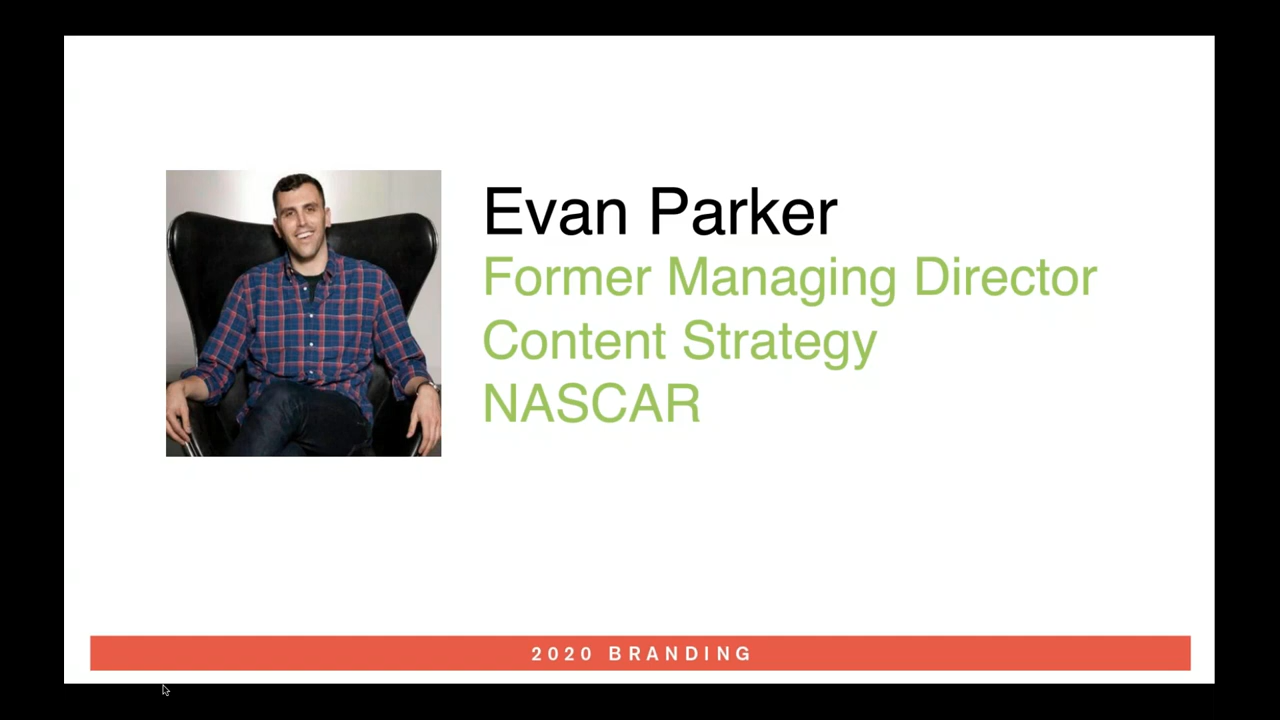 Evan Parker
Former Managing Director
Content Strategy
NASCAR
2020 BRANDING